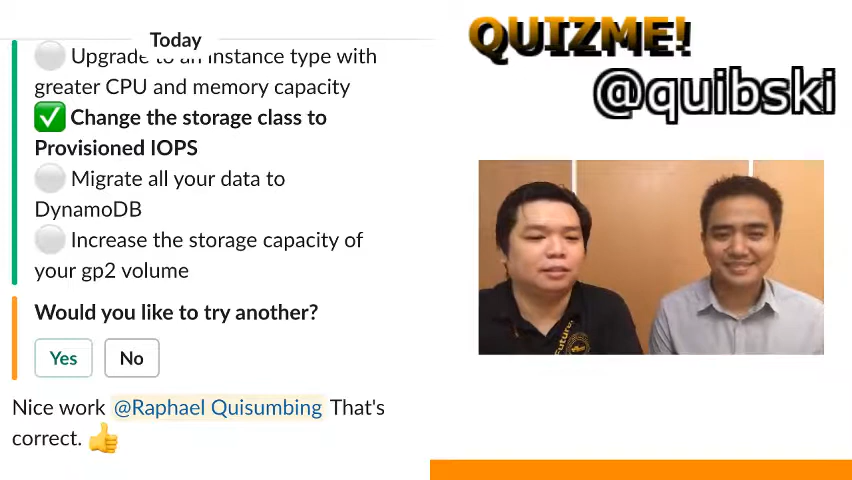 Today
Upgrade to an instance type with
greater CPU and memory capacity
Change the storage class to
Provisioned IOPS
Migrate all your data to
DynamoDB
Increase the storage capacity of
your gp2 volume
Would you like to try another?
Yes No
Nice work @Raphael Quisumbing That's
correct.
QUIZME!
@quibski
Future.